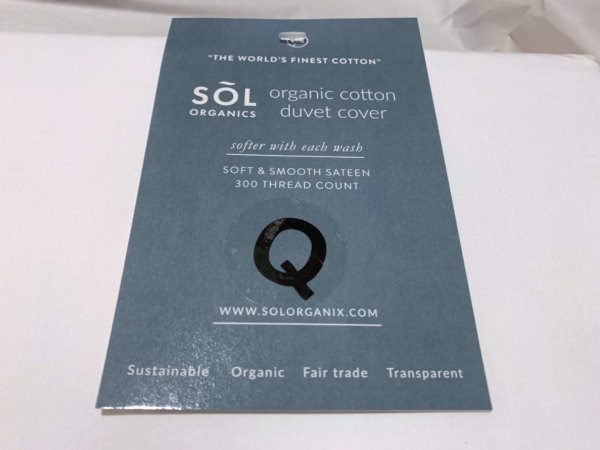 "THE WORLD'S FINEST COTTON"
SÕL
ORGANICS
organic cotton
duvet cover
softer with each wash
SOFT & SMOOTH SATEEN
300 THREAD COUNT
Q
WWW.SOLORGANIX.COM
Sustainable Organic Fair trade Transparent